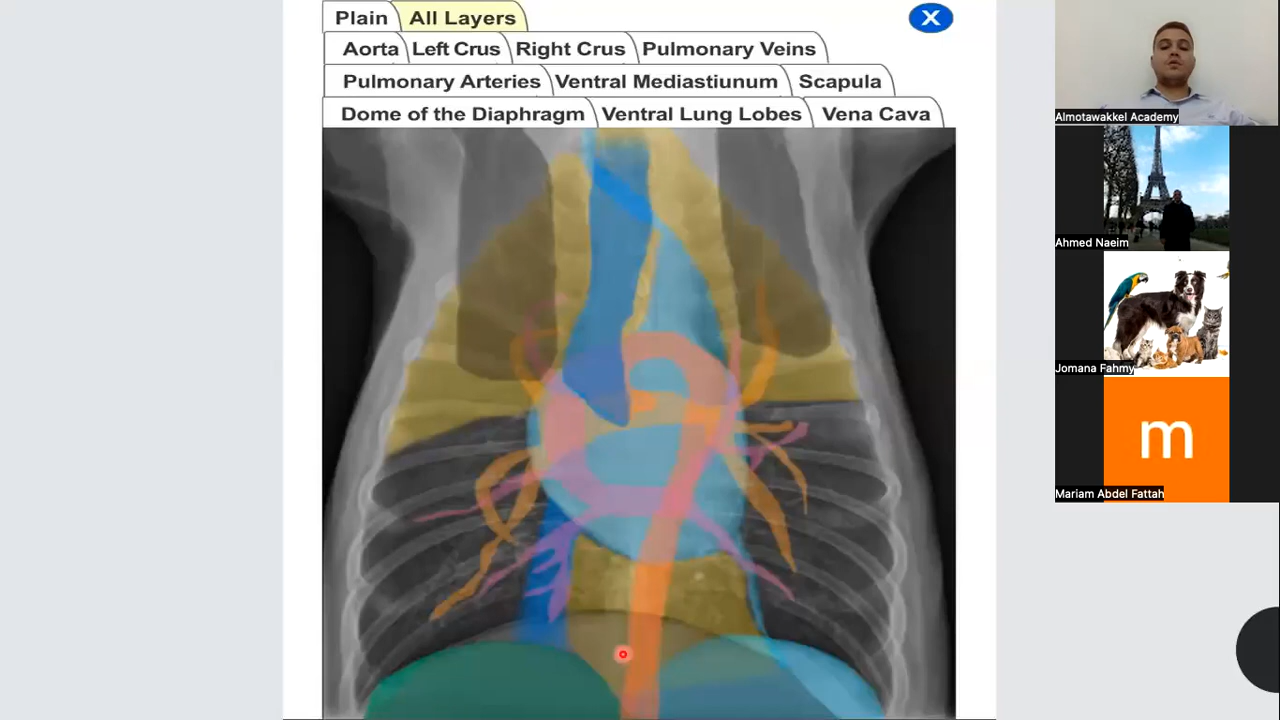 Plain All Layers X
Aorta Left Crus Right Crus Pulmonary Veins
Pulmonary Arteries Ventral Mediastiunum Scapula
Dome of the Diaphragm Ventral Lung Lobes Vena Cava
Almotawakkel Academy
Ahmed Naeim
Jomana Fahmy
m
Mariam Abdel Fattah